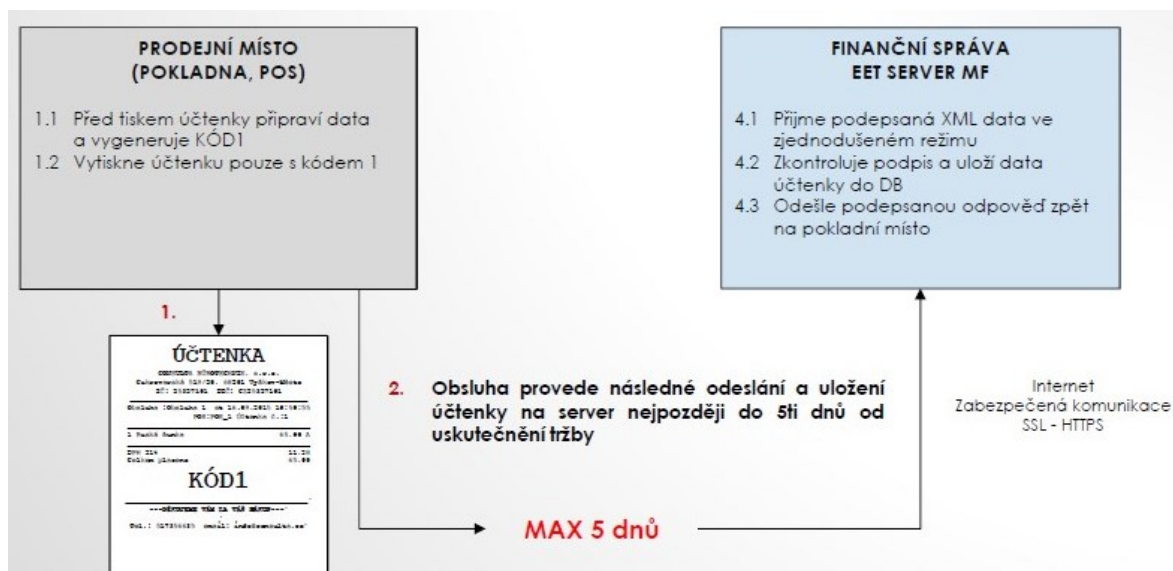 PRODEJNÍ MÍSTO
(POKLADNA, POS)
1.1 Před tiskem účtenky připraví data
a vygeneruje KÓD1
1.2 Vytiskne účtenku pouze s kódem 1
FINANČNÍ SPRÁVA
EET SERVER MF
4.1 Přijme podepsaná XML data ve
zjednodušeném režimu
4.2 Zkontroluje podpis a uloží data
účtenky do DB
4.3 Odešle podepsanou odpověď zpět
na pokladní místo
1.
ÚČTENKA
KÓD1
2. Obsluha provede následné odeslání a uložení
účtenky na server nejpozději do 5ti dnů od
uskutečnění tržby
Internet
Zabezpečená komunikace
SSL - HTTPS
MAX 5 dnů